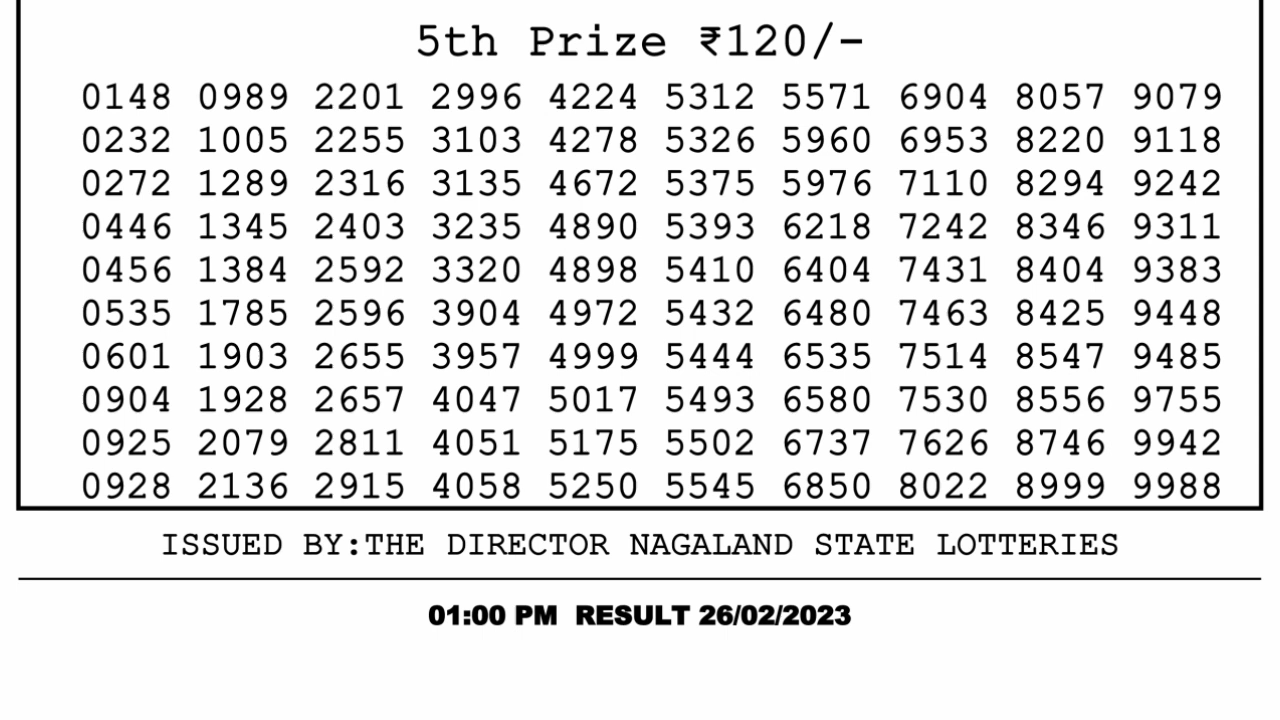 5th Prize ₹120/-
0148 0989 2201 2996 4224 5312 5571 6904 8057 9079
0232 1005 2255 3103 4278 5326 5960 6953 8220 9118
0272 1289 2316 3135 4672 5375 5976 7110 8294 9242
0446 1345 2403 3235 4890 5393 6218 7242 8346 9311
0456 1384 2592 3320 4898 5410 6404 7431 8404 9383
0535 1785 2596 3904 4972 5432 6480 7463 8425 9448
0601 1903 2655 3957 4999 5444 6535 7514 8547 9485
0904 1928 2657 4047 5017 5493 6580 7530 8556 9755
0925 2079 2811 4051 5175 5502 6737 7626 8746 9942
0928 2136 2915 4058 5250 5545 6850 8022 8999 9988
ISSUED BY:THE DIRECTOR NAGALAND STATE LOTTERIES
01:00 PM RESULT 26/02/2023